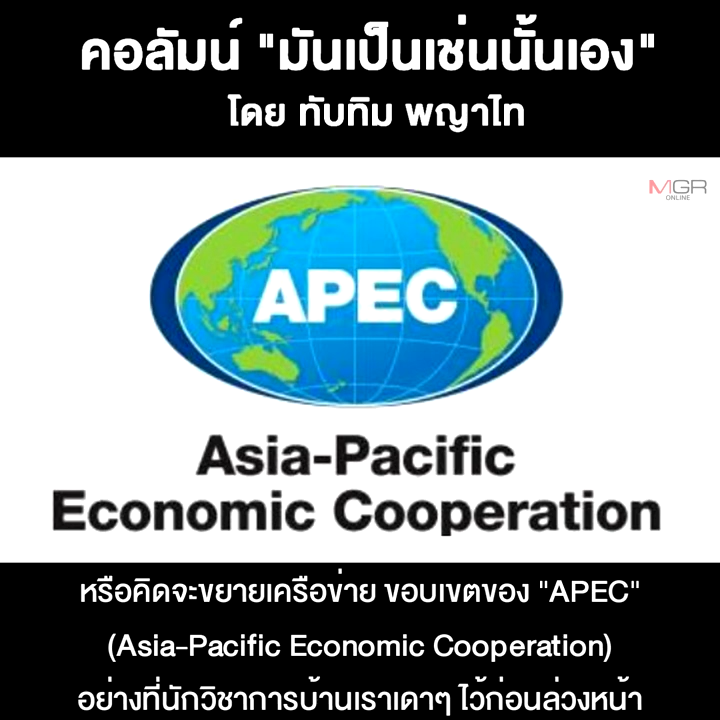 คอลัมน์ "มันเป็นเช่นนั้นเอง"
โดย ทับทิม พญาไท
MGR
ONLINE
APEC
Asia-Pacific
Economic Cooperation
หรือคิดจะขยายเครือข่าย ขอบเขตของ "APEC"
(Asia-Pacific Economic Cooperation)
อย่างที่นักวิชาการบ้านเราเดาๆ ไว้ก่อนล่วงหน้า